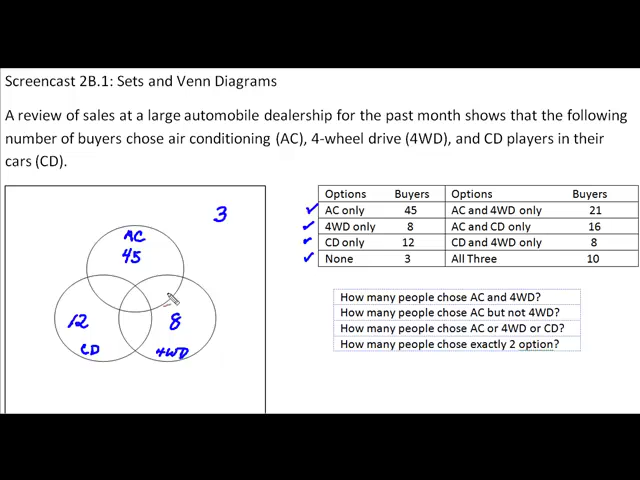 Screencast 2B.1: Sets and Venn Diagrams
A review of sales at a large automobile dealership for the past month shows that the following
number of buyers chose air conditioning (AC), 4-wheel drive (4WD), and CD players in their
cars (CD).
3
AC
45
12
8
CD
4WD
Options Buyers Options Buyers
AC only 45 AC and 4WD only 21
4WD only 8 AC and CD only 16
CD only 12 CD and 4WD only 8
None 3 All Three 10
How many people chose AC and 4WD?
How many people chose AC but not 4WD?
How many people chose AC or 4WD or CD?
How many people chose exactly 2 option?